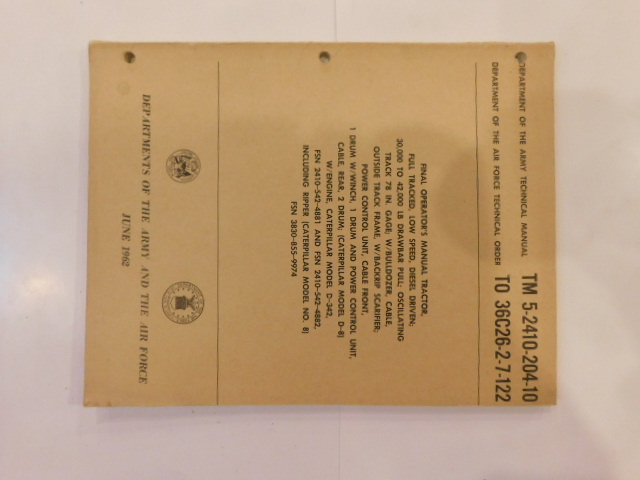 DEPARTMENT OF THE ARMY TECHNICAL MANUAL TM 5-2410-204-10
DEPARTMENT OF THE AIR FORCE TECHNICAL ORDER TO 36C26-2-7-122
FINAL OPERATOR'S MANUAL TRACTOR,
FULL TRACKED, LOW SPEED, DIESEL DRIVEN;
30,000 TO 42,000 LB DRAWBAR PULL; OSCILLATING
TRACK 78 IN. GAGE; W/BULLDOZER, CABLE,
OUTSIDE TRACK FRAME, W/BACKRIP SCARIFIER;
POWER CONTROL UNIT, CABLE FRONT,
1 DRUM W/WINCH, 1 DRUM AND POWER CONTROL UNIT,
CABLE, REAR, 2 DRUM; (CATERPILLAR MODEL D-8)
W/ENGINE, CATERPILLAR MODEL D-342,
FSN 2410-542-4881 AND FSN 2410-542-4882,
INCLUDING RIPPER (CATERPILLAR MODEL NO. 8)
FSN 3830-855-9974
DEPARTMENTS OF THE ARMY AND THE AIR FORCE
JUNE 1962